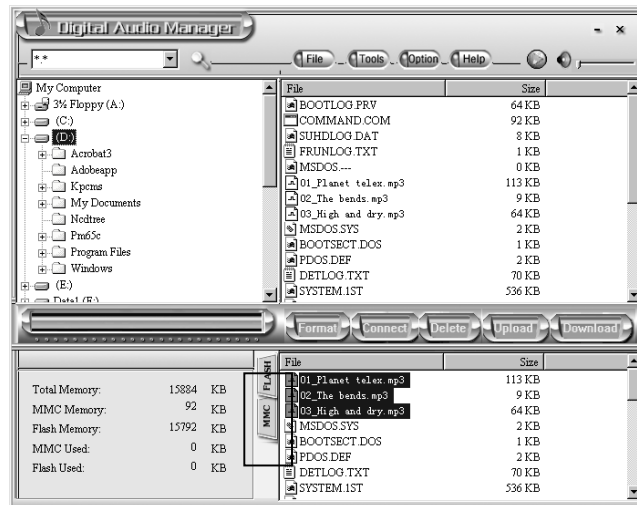 Digital Audio Manager
**
File Tools Option Help
My Computer
3½ Floppy (A:)
(C:)
(D:)
Acrobat3
Adobeapp
Kpcms
My Documents
Ncdtree
Pm65c
Program Files
Windows
(E:)
Data1 (F:)
File Size
BOOTLOG.PRV 64 KB
COMMAND.COM 92 KB
SUHDLOG.DAT 8 KB
FRUNLOG.TXT 1 KB
MSDOS.--- 0 KB
01_Planet telex.mp3 113 KB
02_The bends.mp3 9 KB
03_High and dry.mp3 64 KB
MSDOS.SYS 2 KB
BOOTSECT.DOS 1 KB
PDOS.DEF 2 KB
DETLOG.TXT 70 KB
SYSTEM.1ST 536 KB
Format Connect Delete Upload Download
Total Memory: 15884 KB
MMC Memory: 92 KB
Flash Memory: 15792 KB
MMC Used: 0 KB
Flash Used: 0 KB
FLASH
MMC
File Size
01_Planet telex.mp3 113 KB
02_The bends.mp3 9 KB
03_High and dry.mp3 64 KB
MSDOS.SYS 2 KB
BOOTSECT.DOS 1 KB
PDOS.DEF 2 KB
DETLOG.TXT 70 KB
SYSTEM.1ST 536 KB